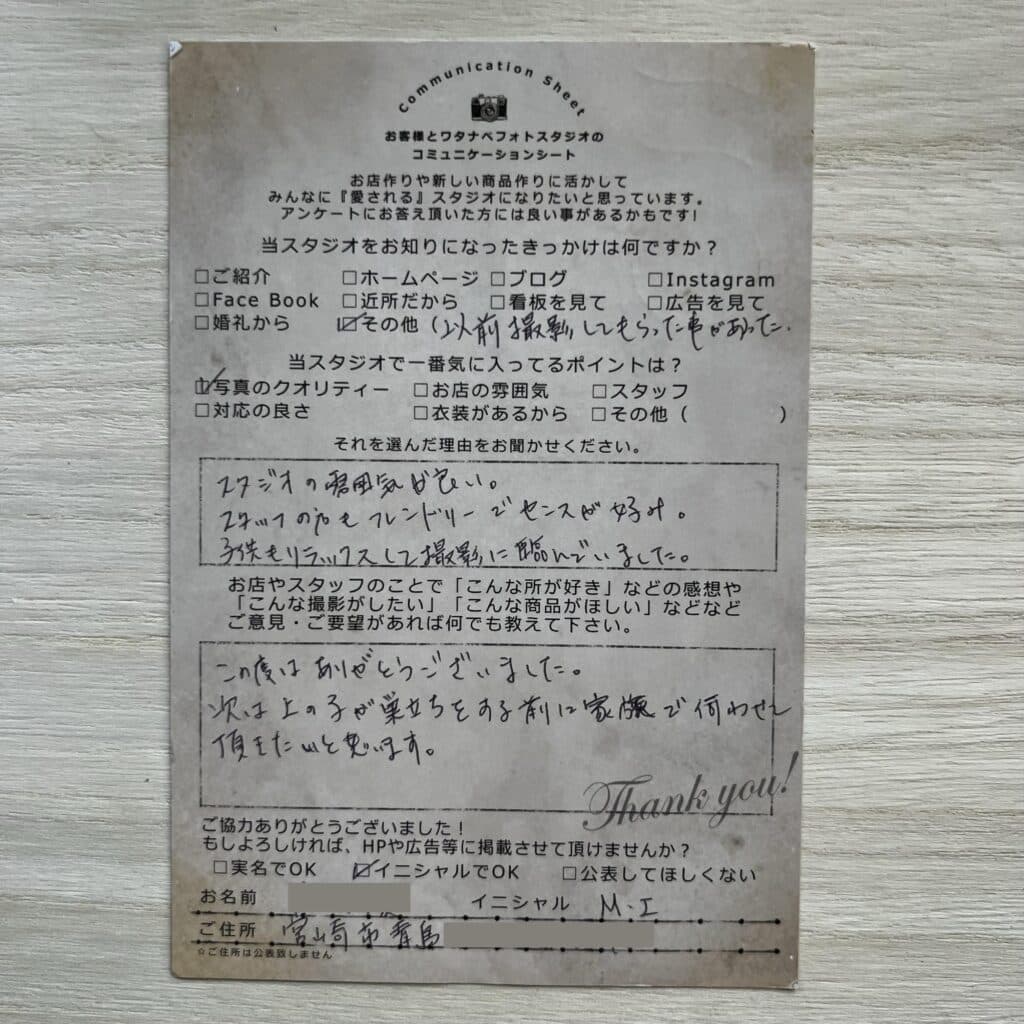 Communication Sheet
お客様とワタナベフォトスタジオの
コミュニケーションシート
お店作りや新しい商品作りに活かして
みんなに『愛される』スタジオになりたいと思っています。
アンケートにお答え頂いた方には良い事があるかもです!
当スタジオをお知りになったきっかけは何ですか?
□ご紹介 □ホームページ □ブログ □Instagram
□Face Book □近所だから □看板を見て □広告を見て
□婚礼から ☑その他(以前撮影してもらった事があった.
当スタジオで一番気に入ってるポイントは?
☑写真のクオリティー □お店の雰囲気 □スタッフ
□対応の良さ □衣装があるから □その他( )
それを選んだ理由をお聞かせください。
スタジオの雰囲気が良い。
スタッフの方もフレンドリーでセンスが好み。
子供もリラックスして撮影に臨んでいました。
お店やスタッフのことで「こんな所が好き」などの感想や
「こんな撮影がしたい」「こんな商品がほしい」などなど
ご意見・ご要望があれば何でも教えて下さい。
この度はありがとうございました。
次は上の子が巣立ちをする前に家族で伺わせて
頂きたいと思います。
Thank you!
ご協力ありがとうございました!
もしよろしければ、HPや広告等に掲載させて頂けませんか?
□実名でOK ☑イニシャルでOK □公表してほしくない
お名前 イニシャル M.I
ご住所 宮崎市青島
☆ご住所は公表致しません